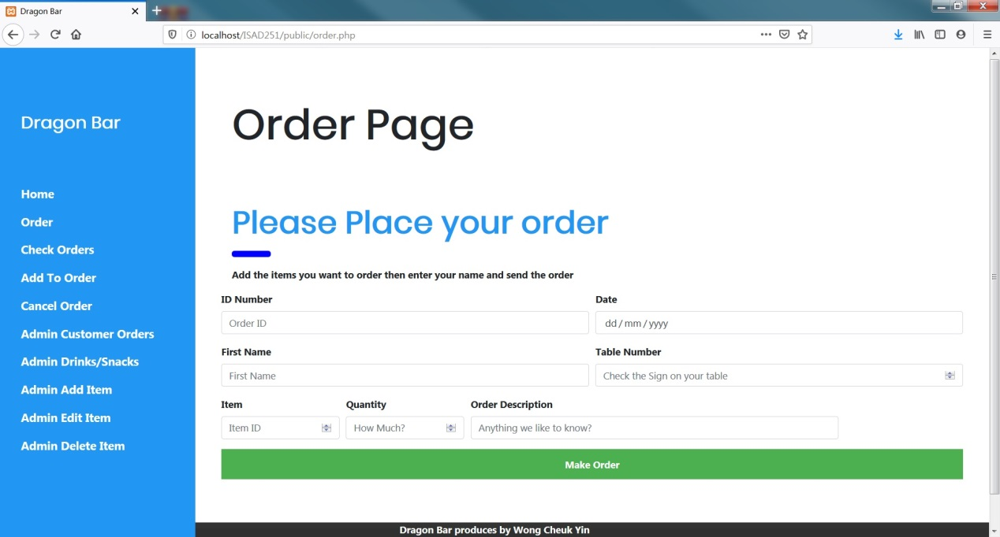 Dragon Bar
localhost/ISAD251/public/order.php
Dragon Bar
Home
Order
Check Orders
Add To Order
Cancel Order
Admin Customer Orders
Admin Drinks/Snacks
Admin Add Item
Admin Edit Item
Admin Delete Item
Order Page
Please Place your order
Add the items you want to order then enter your name and send the order
ID Number Date
Order ID dd / mm / yyyy
First Name Table Number
First Name Check the Sign on your table
Item Quantity Order Description
Item ID How Much? Anything we like to know?
Make Order
Dragon Bar produces by Wong Cheuk Yin